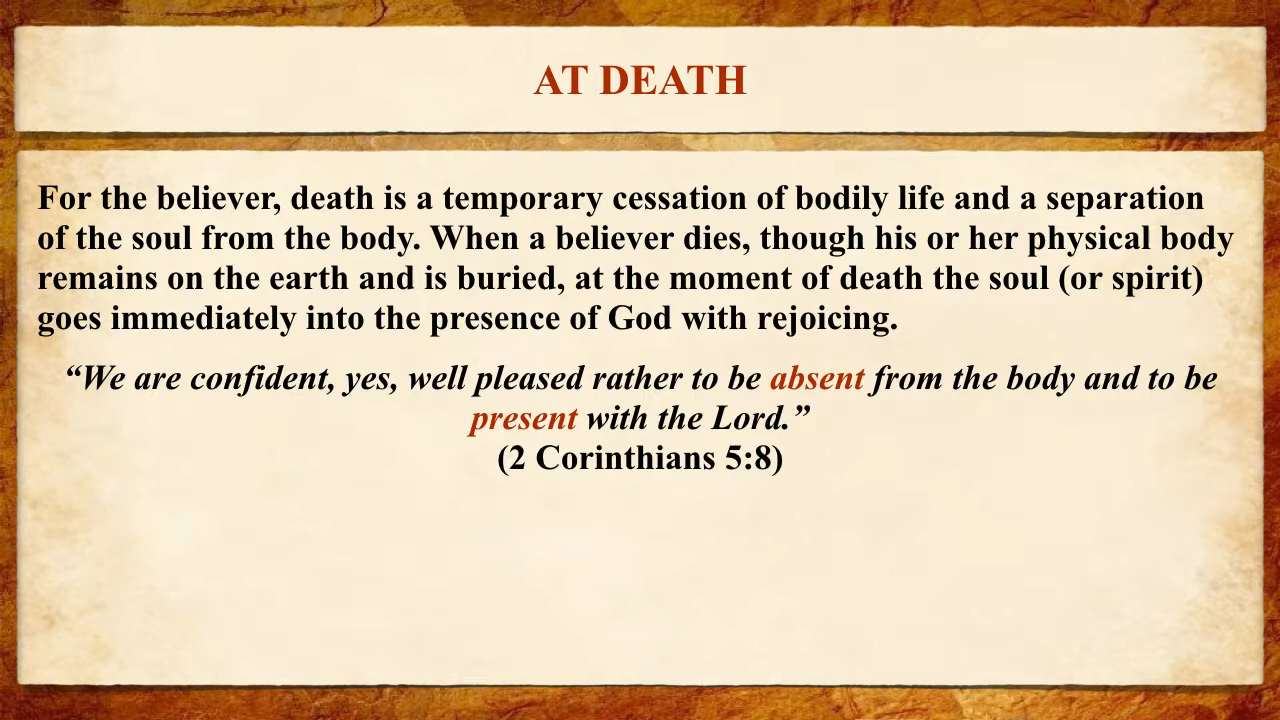 AT DEATH
For the believer, death is a temporary cessation of bodily life and a separation
of the soul from the body. When a believer dies, though his or her physical body
remains on the earth and is buried, at the moment of death the soul (or spirit)
goes immediately into the presence of God with rejoicing.
“We are confident, yes, well pleased rather to be absent from the body and to be
present with the Lord.”
(2 Corinthians 5:8)